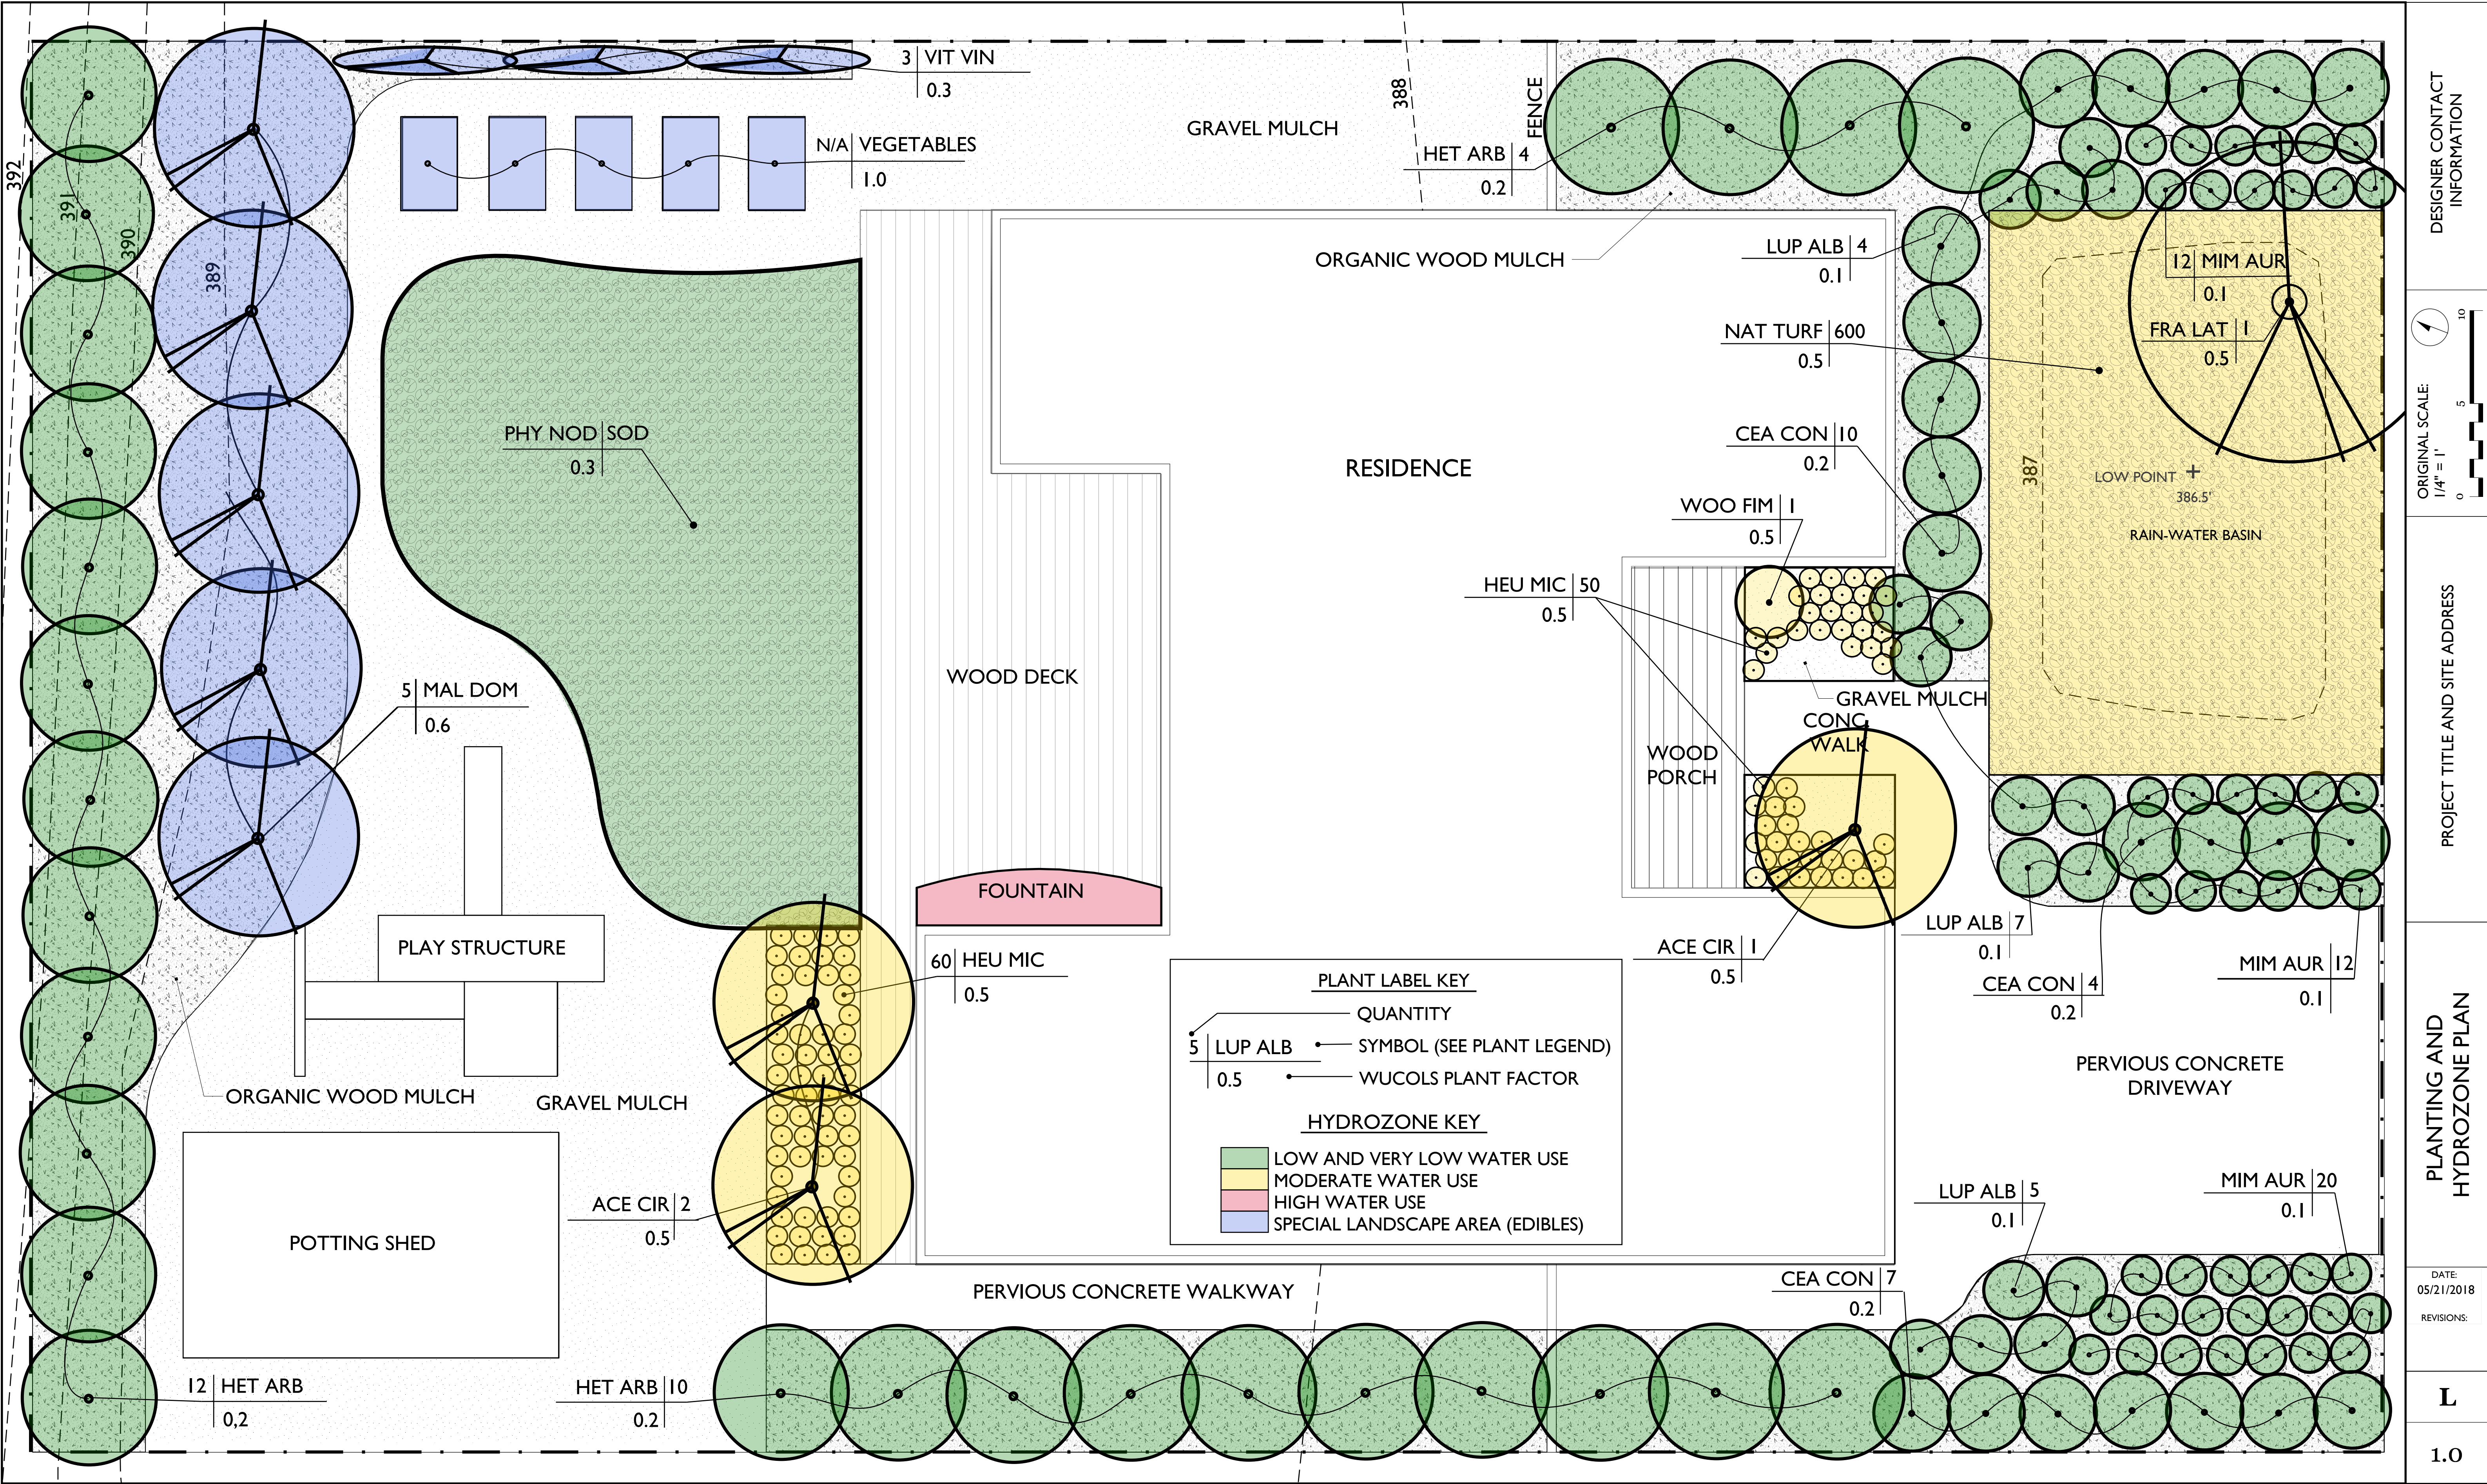 392
391
390
389
3 VIT VIN
0.3
N/A VEGETABLES
1.0
GRAVEL MULCH
388
FENCE
HET ARB 4
0.2
ORGANIC WOOD MULCH
LUP ALB 4
0.1
12 MIM AUR
0.1
NAT TURF 600
0.5
FRA LAT 1
0.5
PHY NOD SOD
0.3
RESIDENCE
CEA CON 10
0.2
387
LOW POINT
386.5'
RAIN-WATER BASIN
WOO FIM 1
0.5
HEU MIC 50
0.5
WOOD DECK
5 MAL DOM
0.6
GRAVEL MULCH
CONC.
WALK
WOOD
PORCH
FOUNTAIN
PLAY STRUCTURE
60 HEU MIC
0.5
ACE CIR 1
0.5
LUP ALB 7
0.1
CEA CON 4
0.2
MIM AUR 12
0.1
PLANT LABEL KEY
QUANTITY
5 LUP ALB
SYMBOL (SEE PLANT LEGEND)
0.5
WUCOLS PLANT FACTOR
HYDROZONE KEY
LOW AND VERY LOW WATER USE
MODERATE WATER USE
HIGH WATER USE
SPECIAL LANDSCAPE AREA (EDIBLES)
ORGANIC WOOD MULCH
GRAVEL MULCH
PERVIOUS CONCRETE
DRIVEWAY
POTTING SHED
ACE CIR 2
0.5
LUP ALB 5
0.1
MIM AUR 20
0.1
PERVIOUS CONCRETE WALKWAY
CEA CON 7
0.2
12 HET ARB
0,2
HET ARB 10
0.2
DESIGNER CONTACT
INFORMATION
ORIGINAL SCALE:
1/4" = 1'
0 5 10
PROJECT TITLE AND SITE ADDRESS
PLANTING AND
HYDROZONE PLAN
DATE:
05/21/2018
REVISIONS:
L
1.0